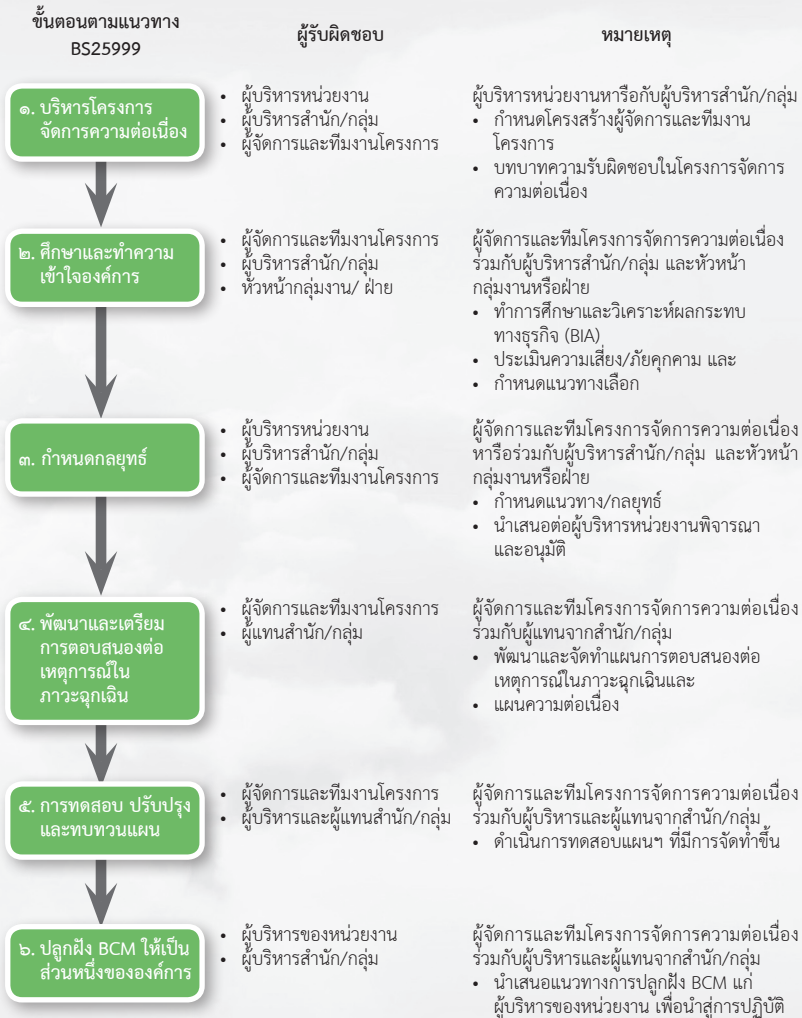 ขั้นตอนตามแนวทาง
BS25999
ผู้รับผิดชอบ
หมายเหตุ
๑. บริหารโครงการ
จัดการความต่อเนื่อง
• ผู้บริหารหน่วยงาน
• ผู้บริหารสำนัก/กลุ่ม
• ผู้จัดการและทีมงานโครงการ
ผู้บริหารหน่วยงานหารือกับผู้บริหารสำนัก/กลุ่ม
• กำหนดโครงสร้างผู้จัดการและทีมงาน
โครงการ
• บทบาทความรับผิดชอบในโครงการจัดการ
ความต่อเนื่อง
๒. ศึกษาและทำความ
เข้าใจองค์การ
• ผู้จัดการและทีมงานโครงการ
• ผู้บริหารสำนัก/กลุ่ม
• หัวหน้ากลุ่มงาน/ ฝ่าย
ผู้จัดการและทีมโครงการจัดการความต่อเนื่อง
ร่วมกับผู้บริหารสำนัก/กลุ่ม และหัวหน้า
กลุ่มงานหรือฝ่าย
• ทำการศึกษาและวิเคราะห์ผลกระทบ
ทางธุรกิจ (BIA)
• ประเมินความเสี่ยง/ภัยคุกคาม และ
• กำหนดแนวทางเลือก
๓. กำหนดกลยุทธ์
• ผู้บริหารหน่วยงาน
• ผู้บริหารสำนัก/กลุ่ม
• ผู้จัดการและทีมงานโครงการ
ผู้จัดการและทีมโครงการจัดการความต่อเนื่อง
หารือร่วมกับผู้บริหารสำนัก/กลุ่ม และหัวหน้า
กลุ่มงานหรือฝ่าย
• กำหนดแนวทาง/กลยุทธ์
• นำเสนอต่อผู้บริหารหน่วยงานพิจารณา
และอนุมัติ
๔. พัฒนาและเตรียม
การตอบสนองต่อ
เหตุการณ์ใน
ภาวะฉุกเฉิน
• ผู้จัดการและทีมงานโครงการ
• ผู้แทนสำนัก/กลุ่ม
ผู้จัดการและทีมโครงการจัดการความต่อเนื่อง
ร่วมกับผู้แทนจากสำนัก/กลุ่ม
• พัฒนาและจัดทำแผนการตอบสนองต่อ
เหตุการณ์ในภาวะฉุกเฉินและ
• แผนความต่อเนื่อง
๕. การทดสอบ ปรับปรุง
และทบทวนแผน
• ผู้จัดการและทีมงานโครงการ
• ผู้บริหารและผู้แทนสำนัก/กลุ่ม
ผู้จัดการและทีมโครงการจัดการความต่อเนื่อง
ร่วมกับผู้บริหารและผู้แทนจากสำนัก/กลุ่ม
• ดำเนินการทดสอบแผนฯ ที่มีการจัดทำขึ้น
๖. ปลูกฝัง BCM ให้เป็น
ส่วนหนึ่งขององค์การ
• ผู้บริหารของหน่วยงาน
• ผู้บริหารสำนัก/กลุ่ม
ผู้จัดการและทีมโครงการจัดการความต่อเนื่อง
ร่วมกับผู้บริหารและผู้แทนจากสำนัก/กลุ่ม
• นำเสนอแนวทางการปลูกฝัง BCM แก่
ผู้บริหารของหน่วยงาน เพื่อนำสู่การปฏิบัติ